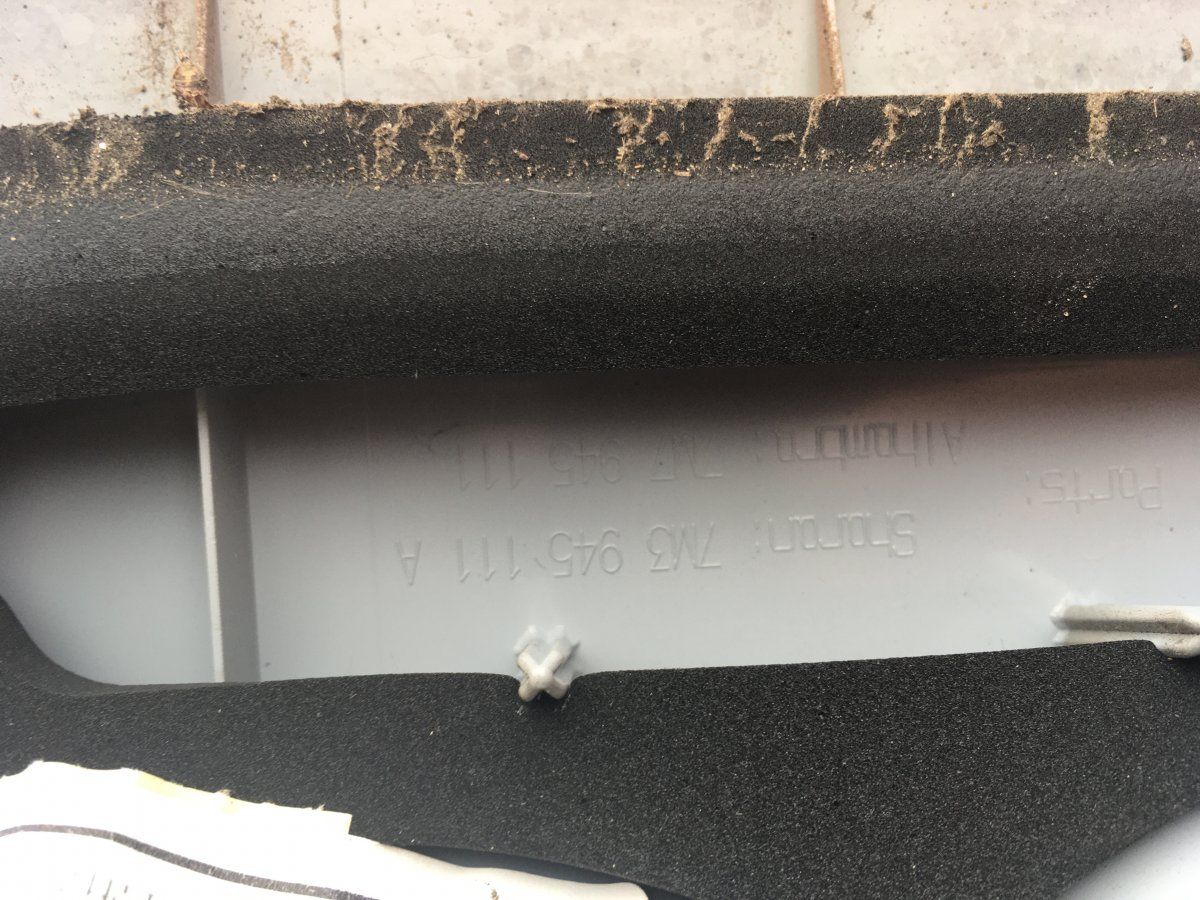 Parts: Sharan: 7M3 945 111 A
Alhambra: 7M7 945 111